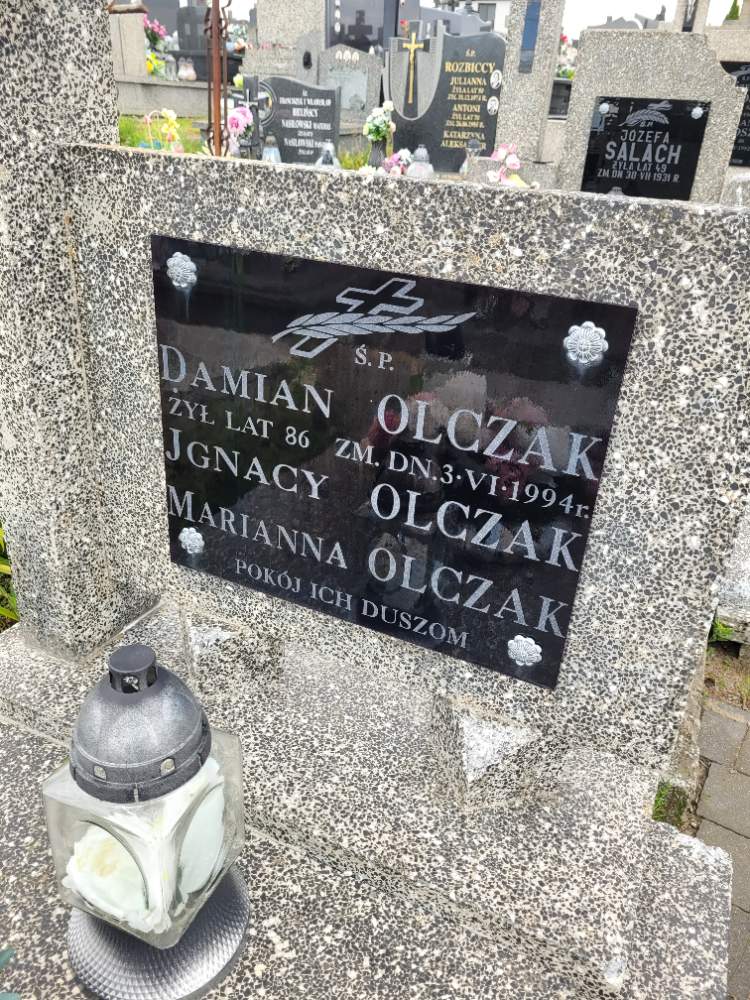 Ś.P.
ROZBICCY
JULIANNA
ANTONI
KATARZYNA
JÓZEFA
SALACH
ŻYŁA LAT 49
ZM DN 30 VII 1931 R
Ś.P.
DAMIAN OLCZAK
ŻYŁ LAT 86 ZM. DN. 3·VI·1994r.
JGNACY OLCZAK
MARIANNA OLCZAK
POKÓJ ICH DUSZOM